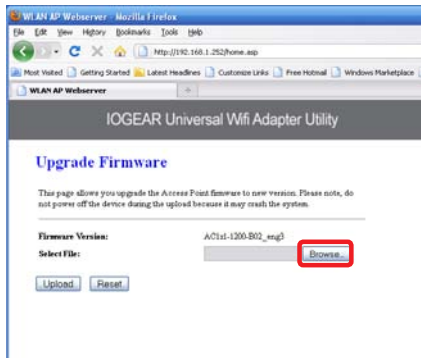 WLAN AP Webserver - Mozilla Firefox
File Edit View History Bookmarks Tools Help
http://192.168.1.252/home.asp
Most Visited Getting Started Latest Headlines Customize Links Free Hotmail Windows Marketplace
WLAN AP Webserver
IOGEAR Universal Wifi Adapter Utility
Upgrade Firmware
This page allows you upgrade the Access Point firmware to new version. Please note, do
not power off the device during the upload because it may crash the system.
Firmware Version: AC1x1-1200-B02_eng3
Select File: Browse...
Upload Reset